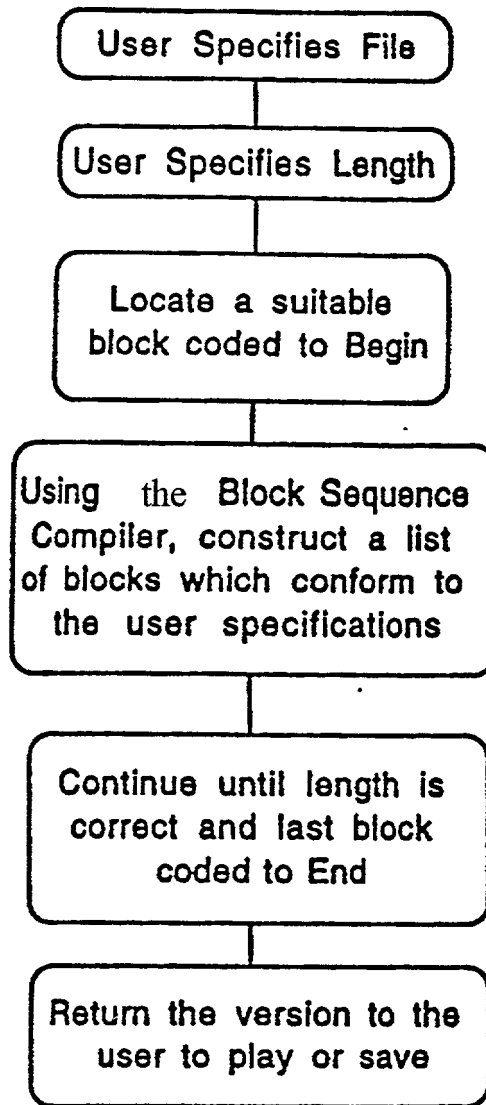 User Specifies File
User Specifies Length
Locate a suitable
block coded to Begin
Using the Block Sequence
Compiler, construct a list
of blocks which conform to
the user specifications
Continue until length is
correct and last block
coded to End
Return the version to the
user to play or save